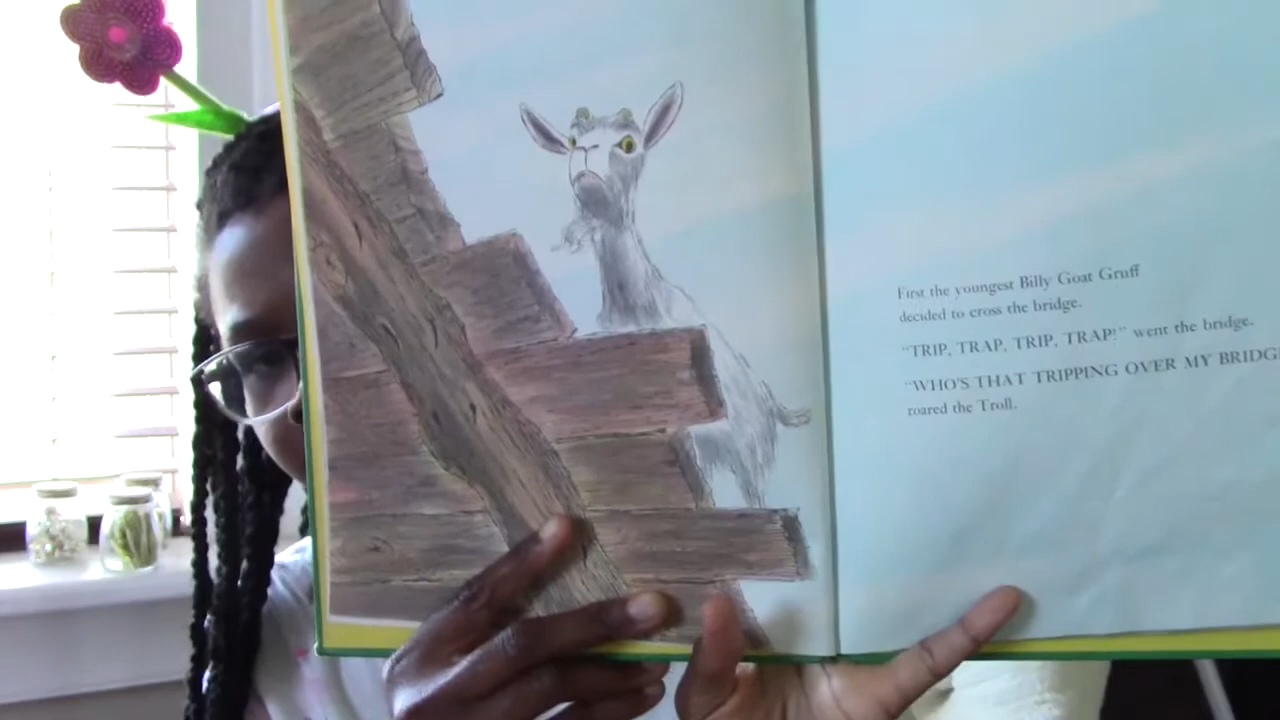 First the youngest Billy Goat Gruff
decided to cross the bridge.
"TRIP, TRAP, TRIP, TRAP!" went the bridge.
"WHO'S THAT TRIPPING OVER MY BRIDG
roared the Troll.